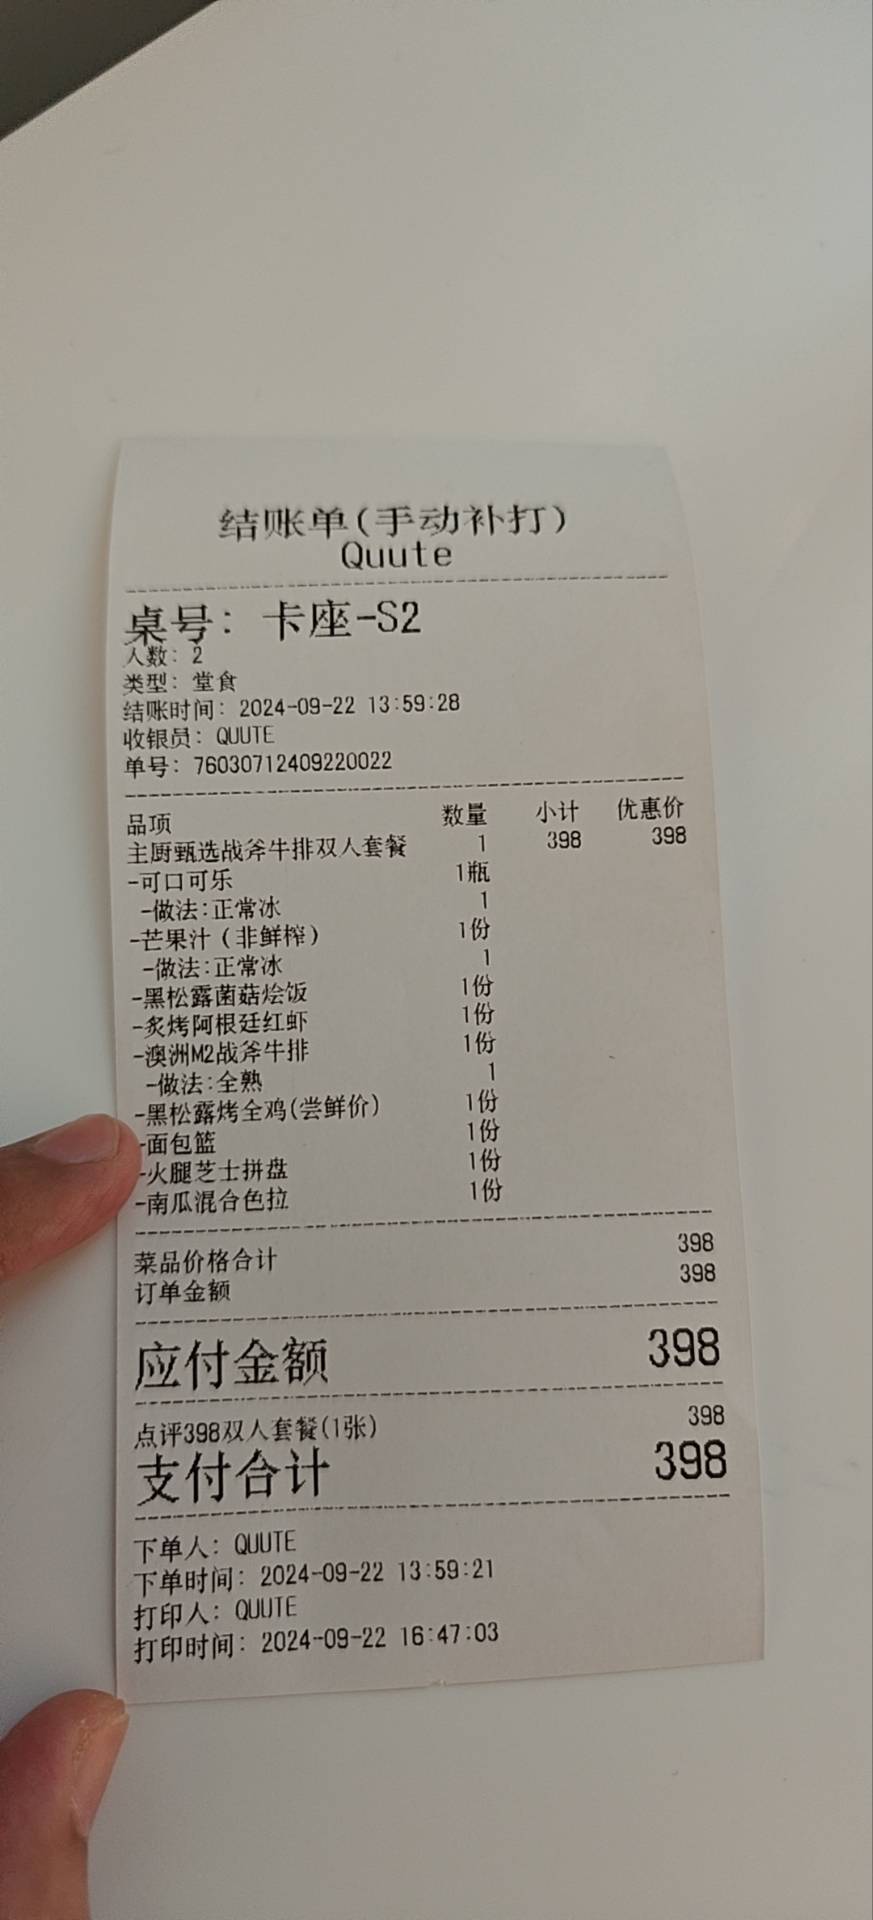 结账单(手动补打)
Quute
桌号: 卡座-S2
人数: 2
类型: 堂食
结账时间: 2024-09-22 13:59:28
收银员: QUUTE
单号: 76030712409220022
品项 数量 小计 优惠价
主厨甄选战斧牛排双人套餐 1 398 398
-可口可乐 1瓶
-做法:正常冰 1
-芒果汁(非鲜榨) 1份
-做法:正常冰 1
-黑松露菌菇烩饭 1份
-炙烤阿根廷红虾 1份
-澳洲M2战斧牛排 1份
-做法:全熟 1
-黑松露烤全鸡(尝鲜价) 1份
-面包篮 1份
-火腿芝士拼盘 1份
-南瓜混合色拉 1份
菜品价格合计 398
订单金额 398
应付金额 398
点评398双人套餐(1张) 398
支付合计 398
下单人: QUUTE
下单时间: 2024-09-22 13:59:21
打印人: QUUTE
打印时间: 2024-09-22 16:47:03